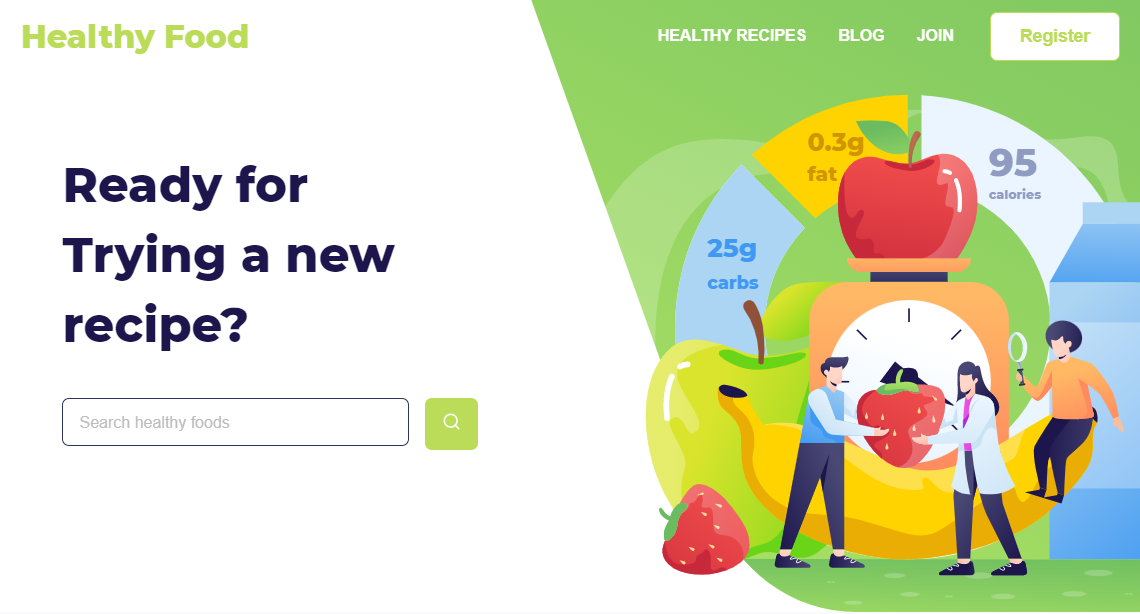 Healthy Food
HEALTHY RECIPES
BLOG
JOIN
Register
Ready for
Trying a new
recipe?
Search healthy foods
0.3g
fat
95
calories
25g
carbs